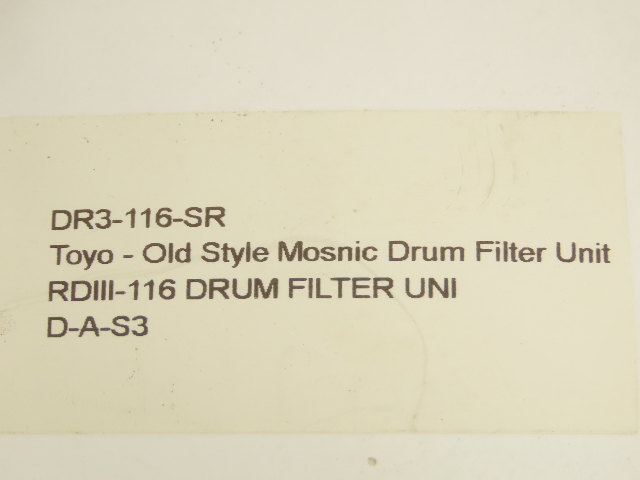 DR3-116-SR
Toyo - Old Style Mosnic Drum Filter Unit
RDIII-116 DRUM FILTER UNI
D-A-S3